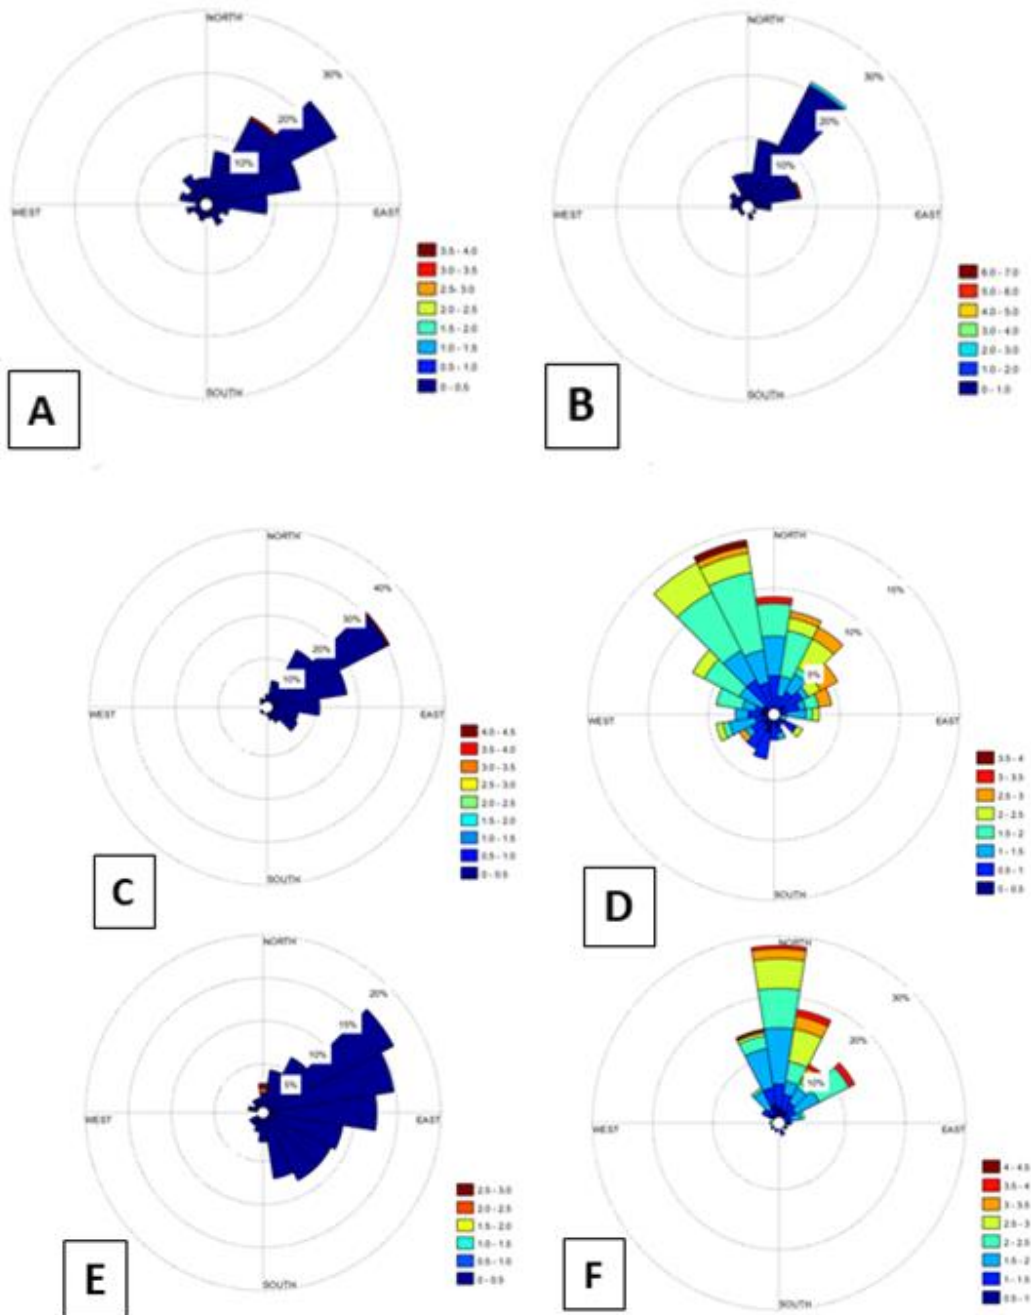 NORTH
30%
20%
10%
WEST
EAST
SOUTH
3.5 - 4.0
3.0 - 3.5
2.5- 3.0
2.0 - 2.5
1.5 - 2.0
1.0 - 1.5
0.5 - 1.0
0 - 0.5
A
NORTH
30%
20%
10%
WEST
EAST
SOUTH
6.0 - 7.0
5.0 - 6.0
4.0 - 5.0
3.0 - 4.0
2.0 - 3.0
1.0 - 2.0
0 - 1.0
B
NORTH
40%
30%
20%
10%
WEST
EAST
SOUTH
4.0 - 4.5
3.5 - 4.0
3.0 - 3.5
2.5 - 3.0
2.0 - 2.5
1.5 - 2.0
1.0 - 1.5
0.5 - 1.0
0 - 0.5
C
NORTH
15%
10%
5%
WEST
EAST
SOUTH
3.5 - 4
3 - 3.5
2.5 - 3
2 - 2.5
1.5 - 2
1 - 1.5
0.5 - 1
0 - 0.5
D
NORTH
20%
15%
10%
5%
WEST
EAST
SOUTH
2.5 - 3.0
2.0 - 2.5
1.5 - 2.0
1.0 - 1.5
0.5 - 1.0
0 - 0.5
E
NORTH
30%
20%
10%
WEST
EAST
SOUTH
4 - 4.5
3.5 - 4
3 - 3.5
2.5 - 3
2 - 2.5
1.5 - 2
1 - 1.5
0.5 - 1
F